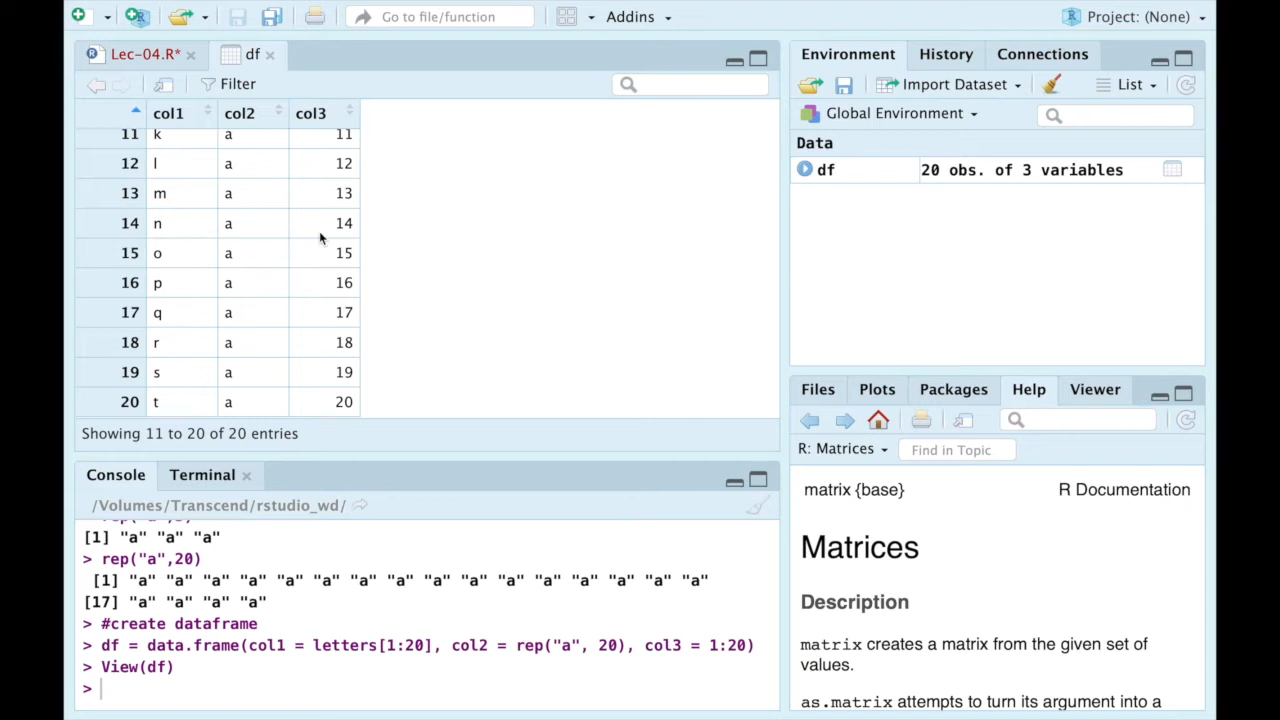 Go to file/function
Addins
Project: (None)
Lec-04.R*
df
Filter
col1 col2 col3
11 k a 11
12 l a 12
13 m a 13
14 n a 14
15 o a 15
16 p a 16
17 q a 17
18 r a 18
19 s a 19
20 t a 20
Showing 11 to 20 of 20 entries
Console Terminal
/Volumes/Transcend/rstudio_wd/
[1] "a" "a" "a"
> rep("a",20)
[1] "a" "a" "a" "a" "a" "a" "a" "a" "a" "a" "a" "a" "a" "a" "a" "a"
[17] "a" "a" "a" "a"
> #create dataframe
> df = data.frame(col1 = letters[1:20], col2 = rep("a", 20), col3 = 1:20)
> View(df)
>
Environment History Connections
Import Dataset List
Global Environment
Data
df 20 obs. of 3 variables
Files Plots Packages Help Viewer
R: Matrices Find in Topic
matrix {base} R Documentation
Matrices
Description
matrix creates a matrix from the given set of
values.
as.matrix attempts to turn its argument into a